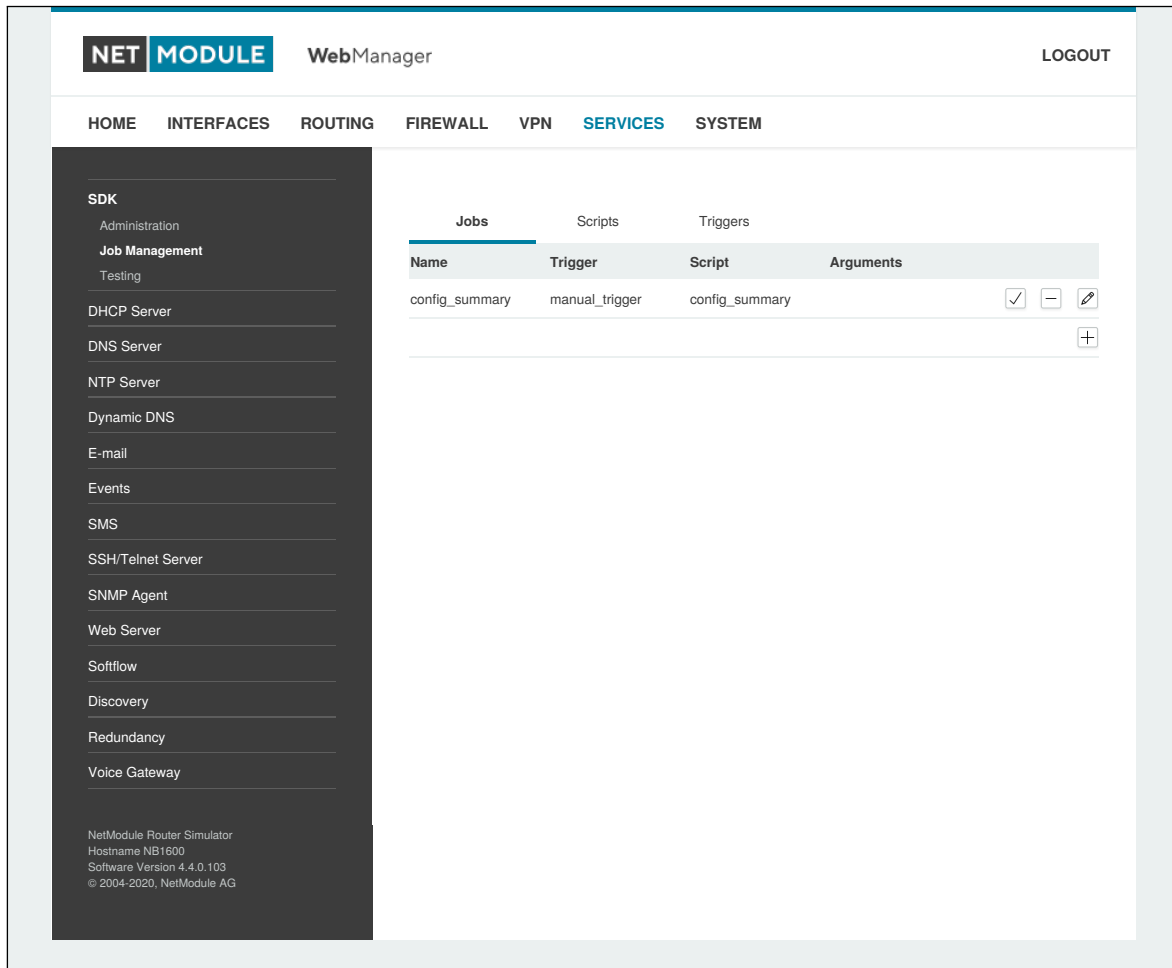 NET MODULE WebManager LOGOUT
HOME INTERFACES ROUTING FIREWALL VPN SERVICES SYSTEM
SDK
Administration
Job Management
Testing
DHCP Server
DNS Server
NTP Server
Dynamic DNS
E-mail
Events
SMS
SSH/Telnet Server
SNMP Agent
Web Server
Softflow
Discovery
Redundancy
Voice Gateway
NetModule Router Simulator
Hostname NB1600
Software Version 4.4.0.103
© 2004-2020, NetModule AG
Jobs Scripts Triggers
Name Trigger Script Arguments
config_summary manual_trigger config_summary